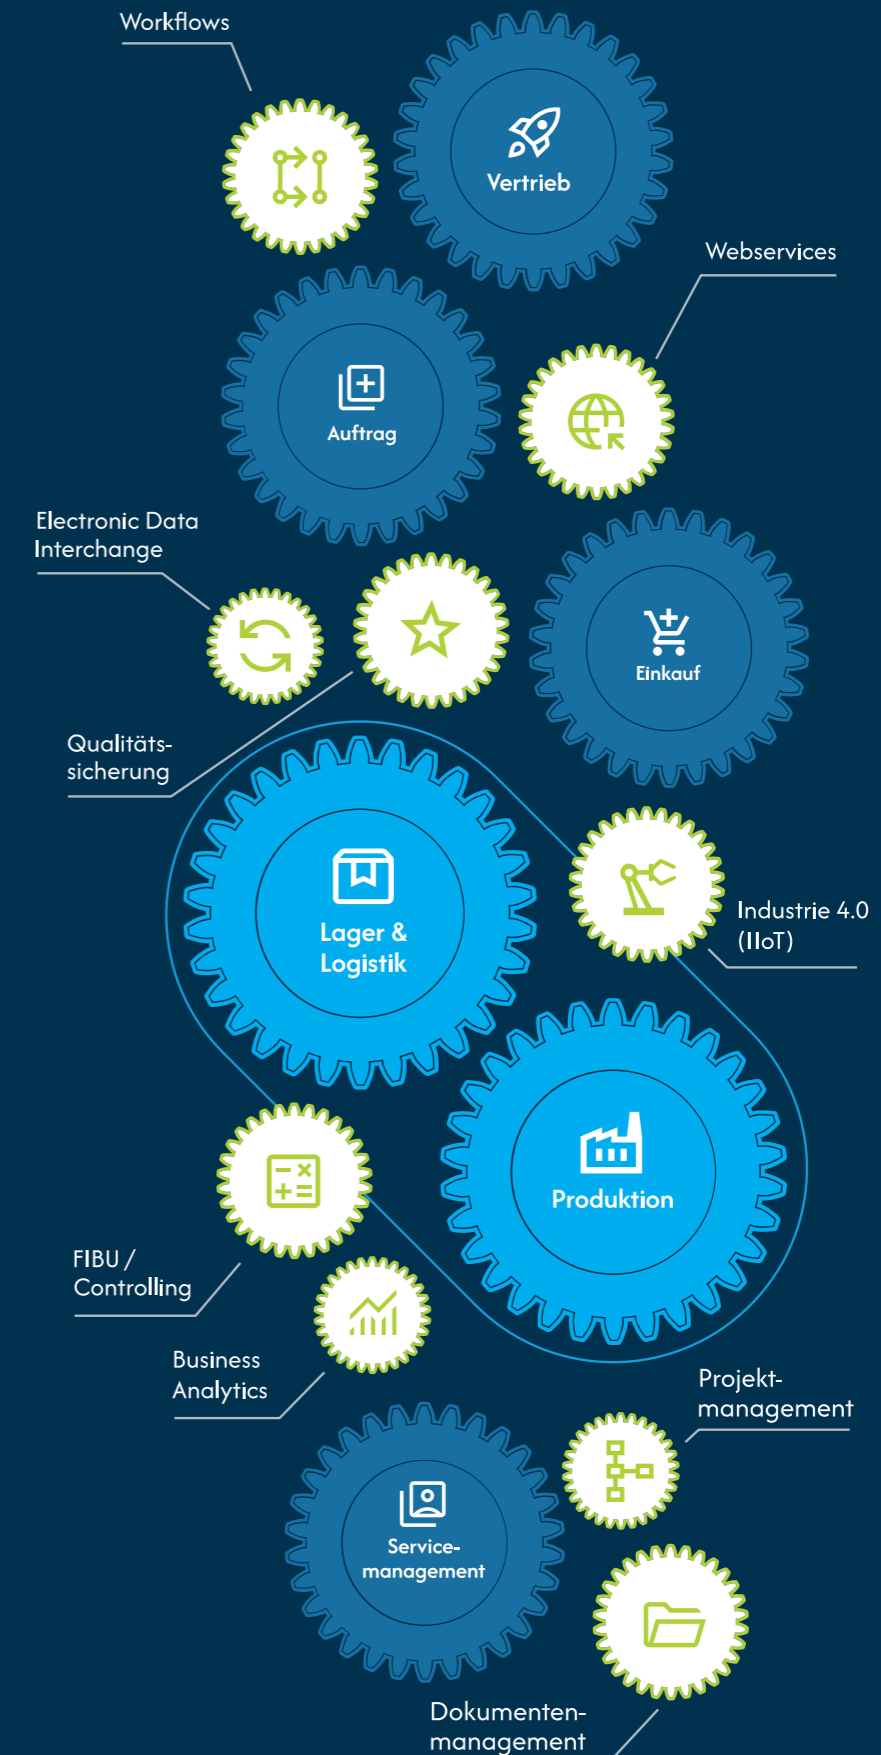 Workflows
Vertrieb
Webservices
Auftrag
Electronic Data
Interchange
Einkauf
Qualitäts-
sicherung
Lager &
Logistik
Industrie 4.0
(IIoT)
Produktion
FIBU /
Controlling
Business
Analytics
Projekt-
management
Service-
management
Dokumenten-
management